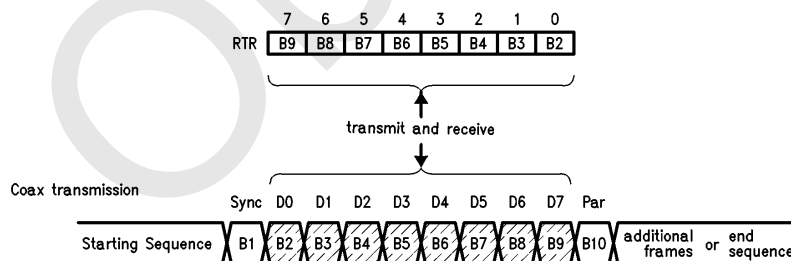 7 6 5 4 3 2 1 0
RTR B9 B8 B7 B6 B5 B4 B3 B2
transmit and receive
Coax transmission
Sync D0 D1 D2 D3 D4 D5 D6 D7 Par
Starting Sequence B1 B2 B3 B4 B5 B6 B7 B8 B9 B10 additional frames or end sequence